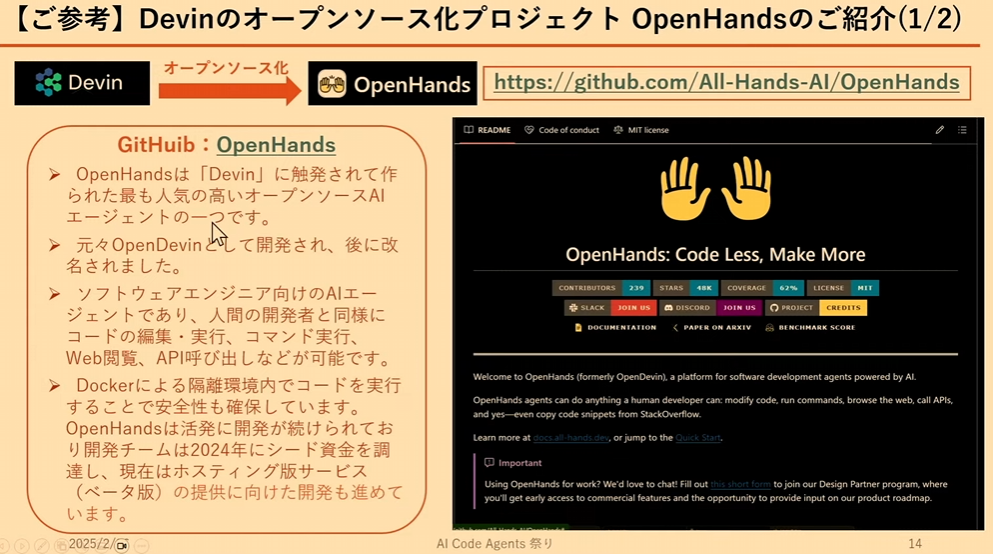 【ご参考】Devinのオープンソース化プロジェクト OpenHandsのご紹介(1/2)
Devin
オープンソース化
OpenHands
https://github.com/All-Hands-AI/OpenHands
GitHuib：OpenHands
➢ OpenHandsは「Devin」に触発されて作
られた最も人気の高いオープンソースAI
エージェントの一つです。
➢ 元々OpenDevinとして開発され、後に改
名されました。
➢ ソフトウェアエンジニア向けのAIエー
ジェントであり、人間の開発者と同様に
コードの編集・実行、コマンド実行、
Web閲覧、API呼び出しなどが可能です。
➢ Dockerによる隔離環境内でコードを実行
することで安全性も確保しています。
OpenHandsは活発に開発が続けられてお
り開発チームは2024年にシード資金を調
達し、現在はホスティング版サービス
（ベータ版）の提供に向けた開発も進めて
います。
README
Code of conduct
MIT license
OpenHands: Code Less, Make More
CONTRIBUTORS 239 STARS 48K COVERAGE 62% LICENSE MIT
SLACK JOIN US DISCORD JOIN US PROJECT CREDITS
DOCUMENTATION PAPER ON ARXIV BENCHMARK SCORE
Welcome to OpenHands (formerly OpenDevin), a platform for software development agents powered by AI.
OpenHands agents can do anything a human developer can: modify code, run commands, browse the web, call APIs,
and yes—even copy code snippets from StackOverflow.
Learn more at docs.all-hands.dev, or jump to the Quick Start.
Important
Using OpenHands for work? We'd love to chat! Fill out this short form to join our Design Partner program, where
you'll get early access to commercial features and the opportunity to provide input on our product roadmap.
2025/2/
AI Code Agents 祭り
14